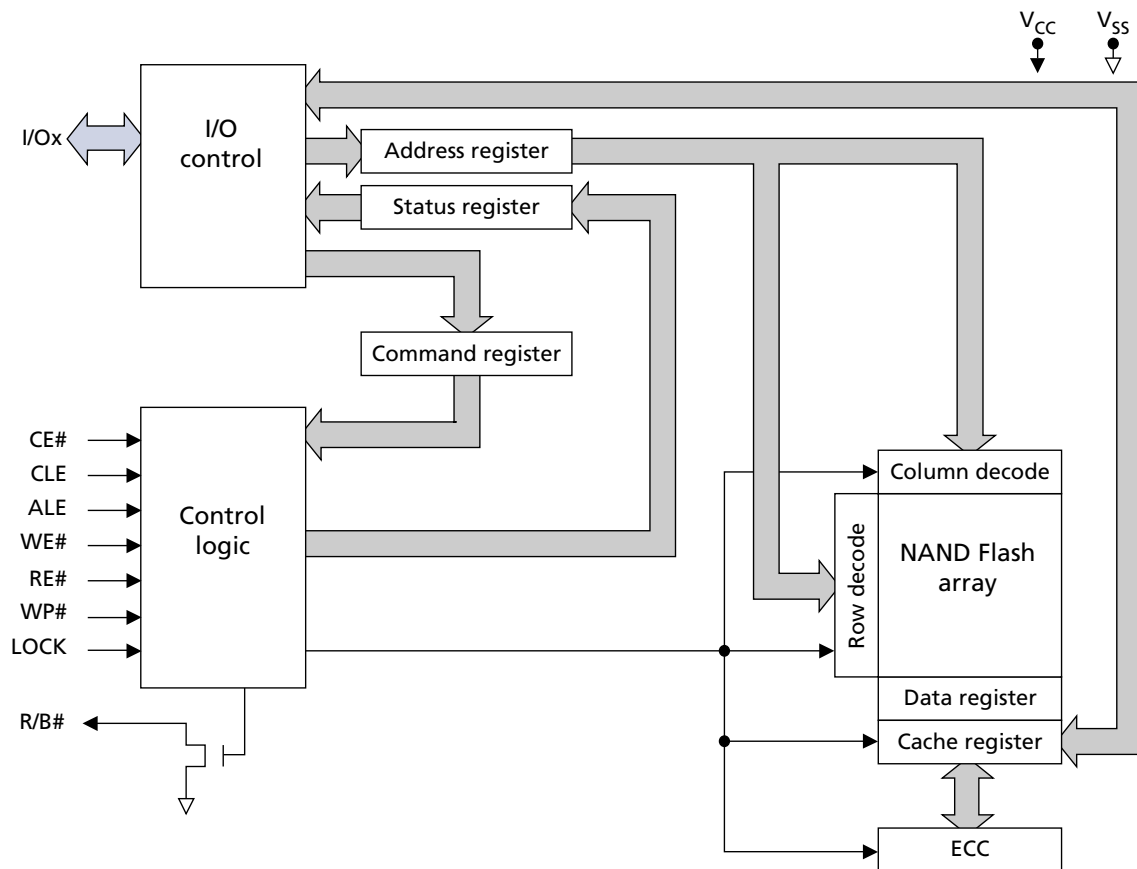 VCC
VSS
I/Ox
I/O
control
Address register
Status register
Command register
CE#
CLE
ALE
WE#
RE#
WP#
LOCK
Control
logic
R/B#
Column decode
Row decode
NAND Flash
array
Data register
Cache register
ECC